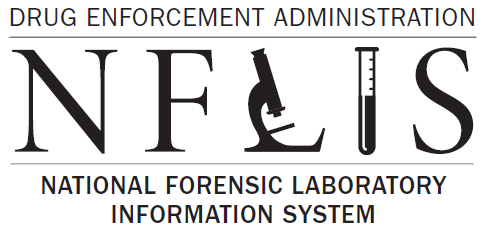 DRUG ENFORCEMENT ADMINISTRATION
NFLIS
NATIONAL FORENSIC LABORATORY
INFORMATION SYSTEM